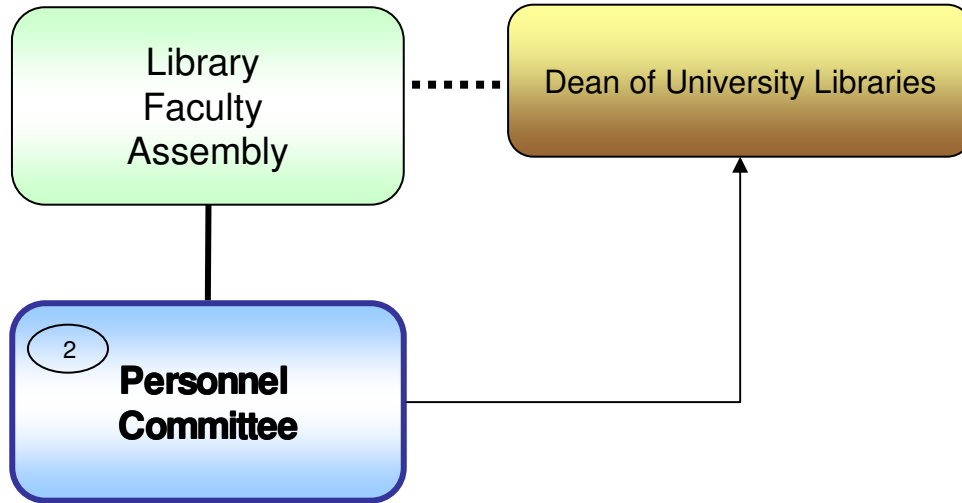 Library
Faculty
Assembly
Dean of University Libraries
2
Personnel
Committee